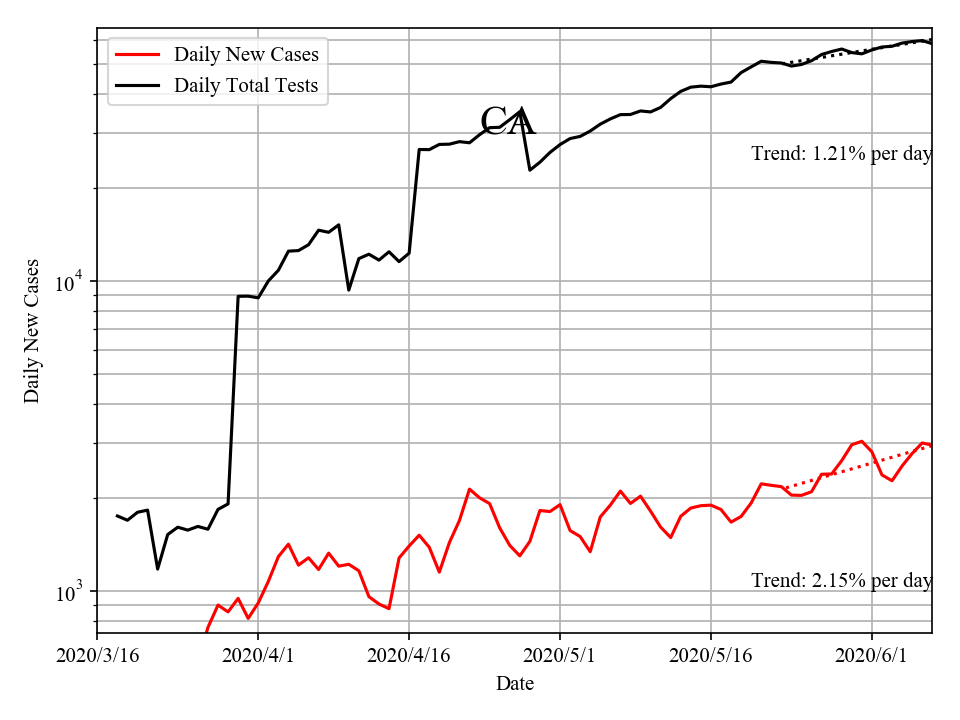 Daily New Cases
Daily Total Tests
CA
Trend: 1.21% per day
10^4
Daily New Cases
Trend: 2.15% per day
10^3
2020/3/16 2020/4/1 2020/4/16 2020/5/1 2020/5/16 2020/6/1
Date